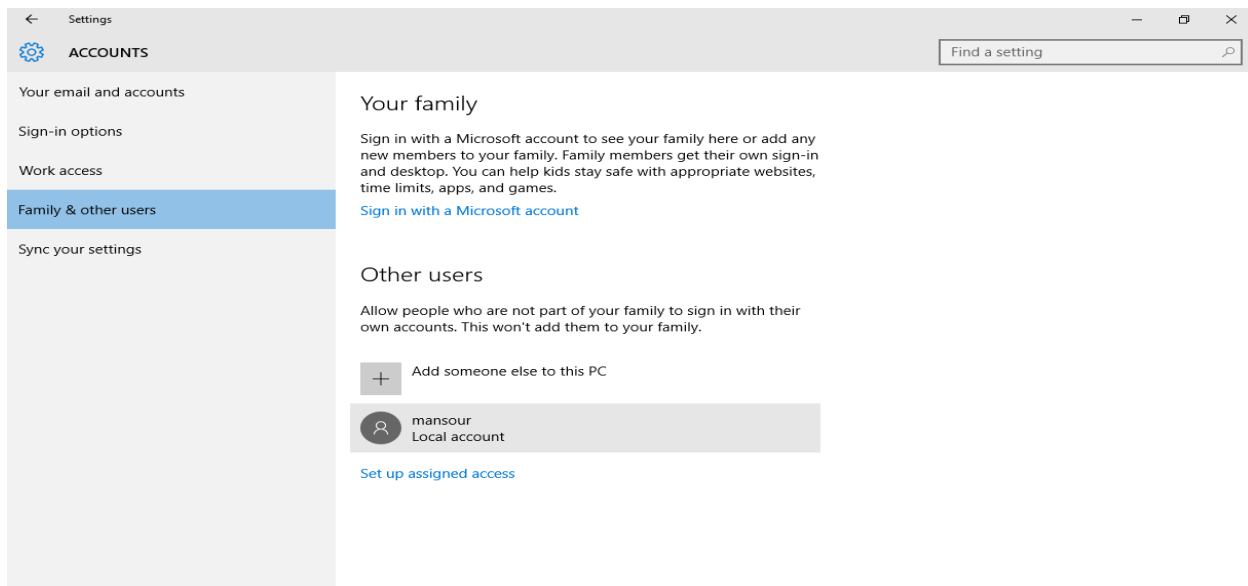 Settings
ACCOUNTS
Find a setting
Your email and accounts
Sign-in options
Work access
Family & other users
Sync your settings
Your family
Sign in with a Microsoft account to see your family here or add any
new members to your family. Family members get their own sign-in
and desktop. You can help kids stay safe with appropriate websites,
time limits, apps, and games.
Sign in with a Microsoft account
Other users
Allow people who are not part of your family to sign in with their
own accounts. This won't add them to your family.
Add someone else to this PC
mansour
Local account
Set up assigned access